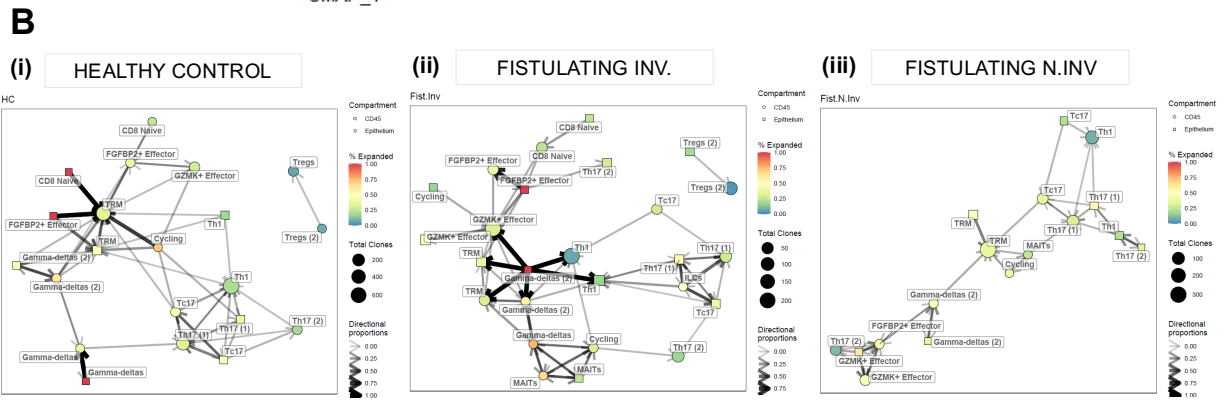 B
(i) HEALTHY CONTROL
HC
CD8 Naive
FGFBP2+ Effector
GZMK+ Effector
Tregs
CD8 Naive
TRM
FGFBP2+ Effector
Th1
TRM
Cycling
Tregs (2)
Gamma-deltas (2)
Gamma-deltas (2)
Th1
Tc17
Th17 (1)
Th17 (2)
Th17 (1)
Tc17
Gamma-deltas
Gamma-deltas
Compartment
CD45
Epithelium
% Expanded
1.00
0.75
0.50
0.25
0.00
Total Clones
200
400
600
Directional
proportions
0.00
0.25
0.50
0.75
1.00
(ii) FISTULATING INV.
Fist.Inv
CD8 Naive
Tregs (2)
FGFBP2+ Effector
CD8 Naive
Th17 (2)
FGFBP2+ Effector
Tregs (2)
Cycling
Tc17
GZMK+ Effector
GZMK+ Effector
Th1
Th17 (1)
TRM
Th17 (1)
Gamma-deltas (2)
ILCs
Th1
TRM
Gamma-deltas (2)
Tc17
Gamma-deltas
Cycling
Th17 (2)
MAITs
MAITs
Compartment
CD45
Epithelium
% Expanded
1.00
0.75
0.50
0.25
0.00
Total Clones
50
100
150
200
Directional
proportions
0.00
0.25
0.50
0.75
(iii) FISTULATING N.INV
Fist.N.Inv
Tc17
Th1
Tc17
Th17 (1)
TRM
Th17 (1)
Th1
TRM
MAITs
Th17 (2)
Cycling
Gamma-deltas (2)
FGFBP2+ Effector
Th17 (2)
Gamma-deltas (2)
GZMK+ Effector
GZMK+ Effector
Compartment
CD45
Epithelium
% Expanded
1.00
0.75
0.50
0.25
0.00
Total Clones
100
200
300
Directional
proportions
0.00
0.25
0.50
0.75
1.00